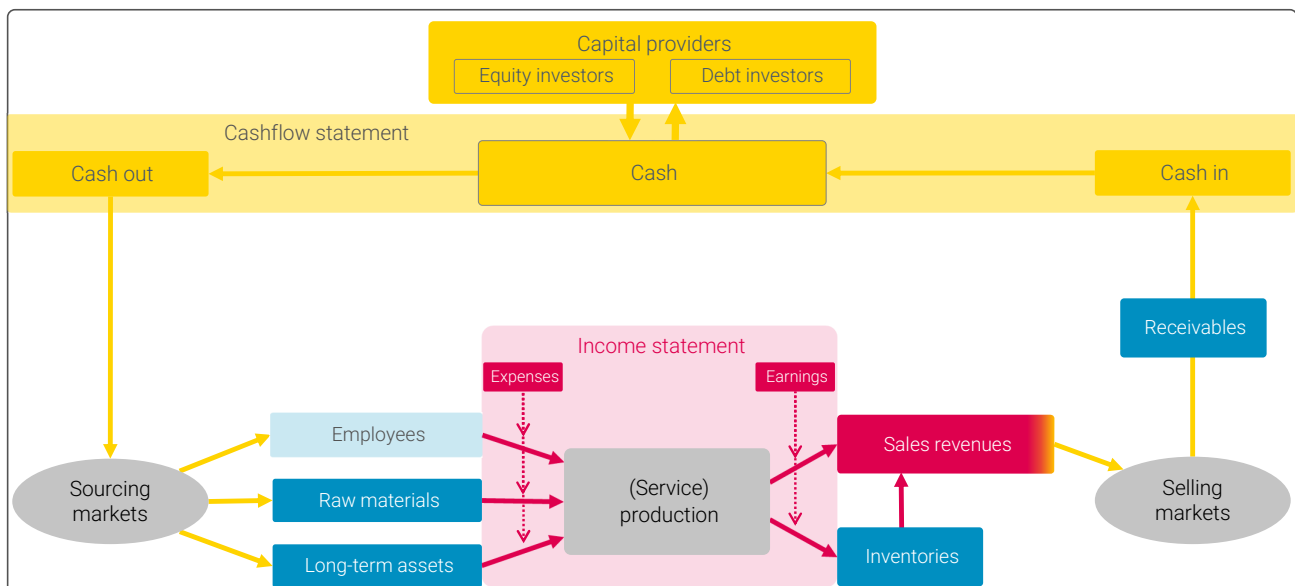 Capital providers
Equity investors
Debt investors
Cashflow statement
Cash out
Cash
Cash in
Receivables
Income statement
Expenses
Earnings
Employees
Sales revenues
Sourcing
markets
Raw materials
(Service)
production
Selling
markets
Long-term assets
Inventories